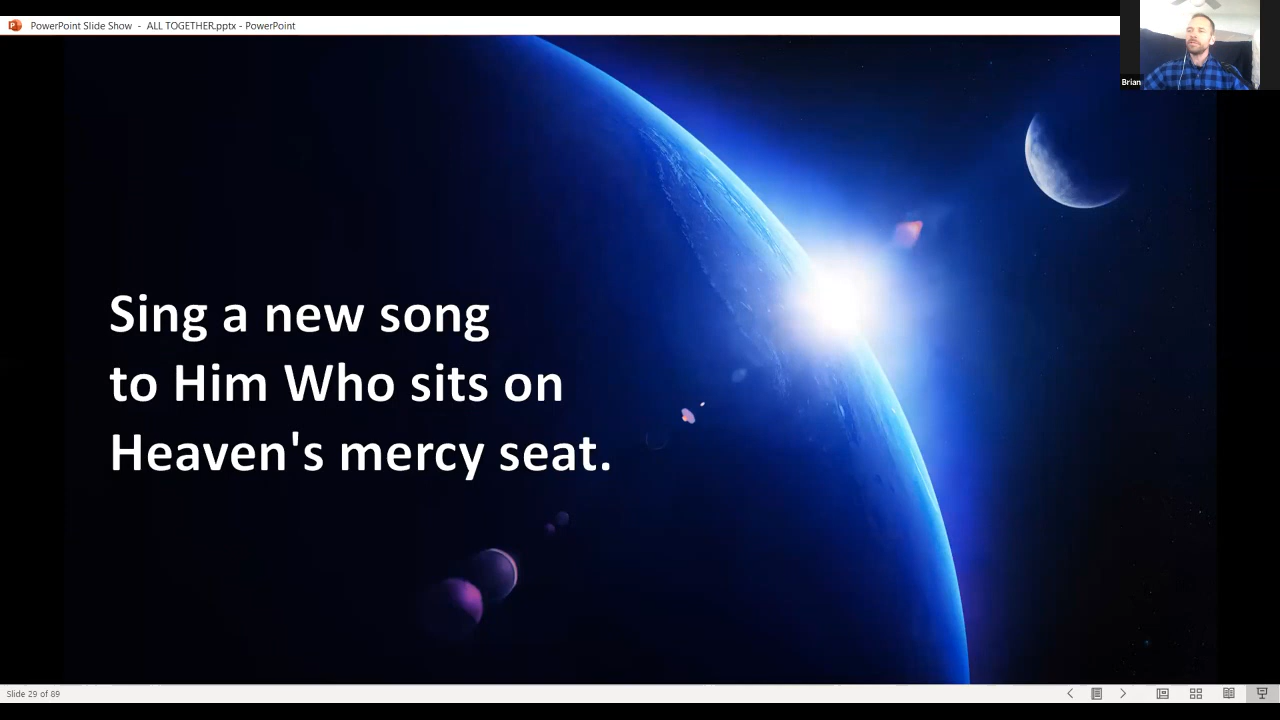 PowerPoint Slide Show - ALL TOGETHER.pptx - PowerPoint
Brian
Sing a new song
to Him Who sits on
Heaven's mercy seat.
Slide 29 of 89